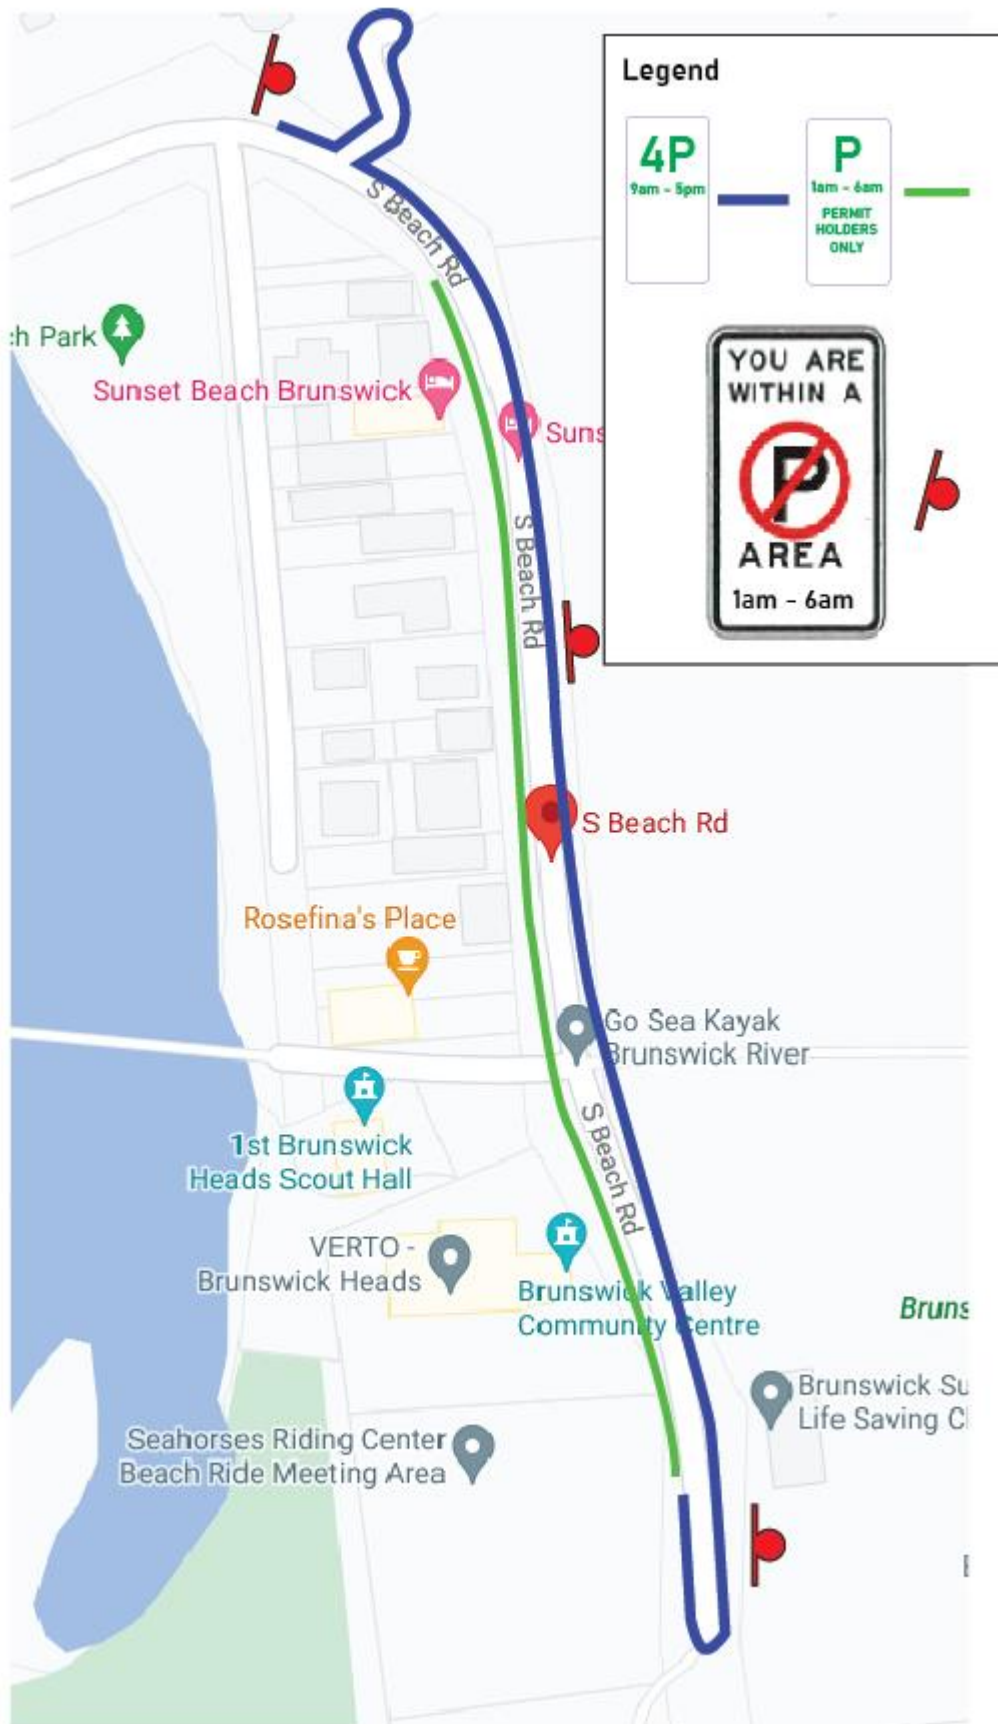 Legend
4P
9am - 5pm
P
1am - 6am
PERMIT
HOLDERS
ONLY
YOU ARE
WITHIN A
P
AREA
1am - 6am
S Beach Rd
ch Park
Sunset Beach Brunswick
Suns
S Beach Rd
S Beach Rd
Rosefina's Place
Go Sea Kayak
Brunswick River
1st Brunswick
Heads Scout Hall
S Beach Rd
VERTO -
Brunswick Heads
Brunswick Valley
Community Centre
Bruns
Brunswick Su
Life Saving Cl
Seahorses Riding Center
Beach Ride Meeting Area